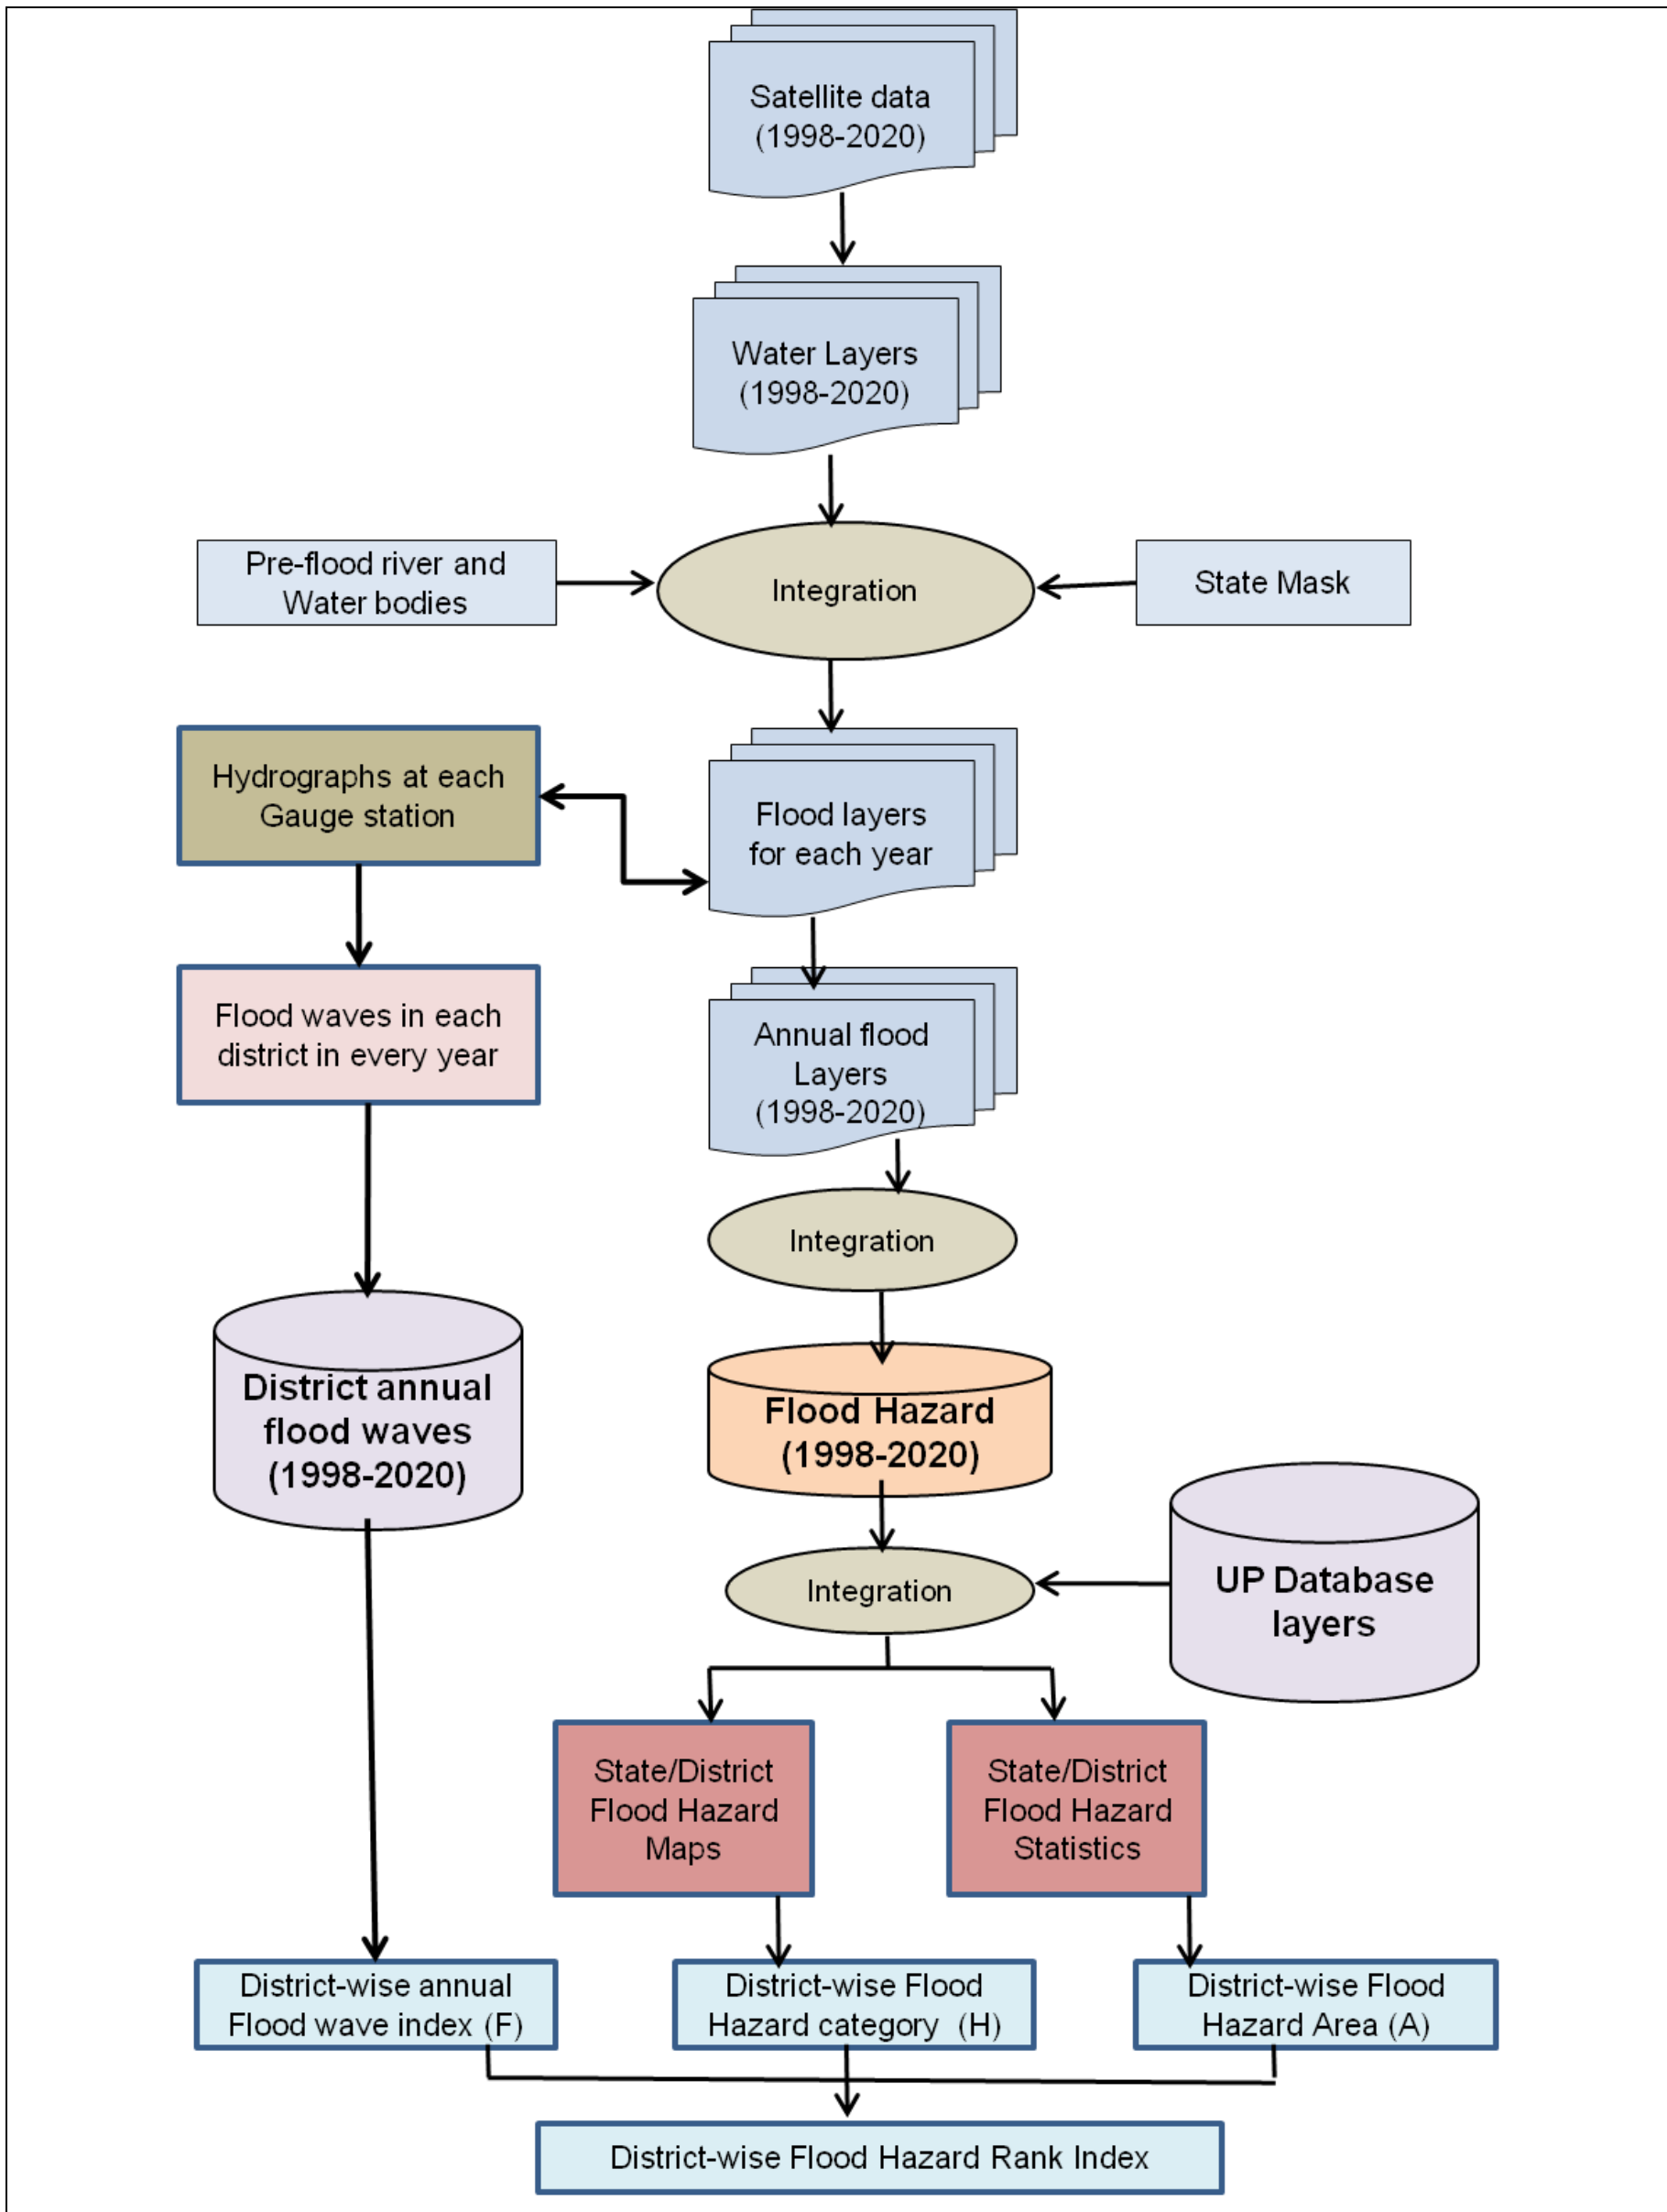 Satellite data
(1998-2020)
Water Layers
(1998-2020)
Pre-flood river and
Water bodies
Integration
State Mask
Hydrographs at each
Gauge station
Flood layers
for each year
Flood waves in each
district in every year
Annual flood
Layers
(1998-2020)
Integration
District annual
flood waves
(1998-2020)
Flood Hazard
(1998-2020)
Integration
UP Database
layers
State/District
Flood Hazard
Maps
State/District
Flood Hazard
Statistics
District-wise annual
Flood wave index (F)
District-wise Flood
Hazard category (H)
District-wise Flood
Hazard Area (A)
District-wise Flood Hazard Rank Index